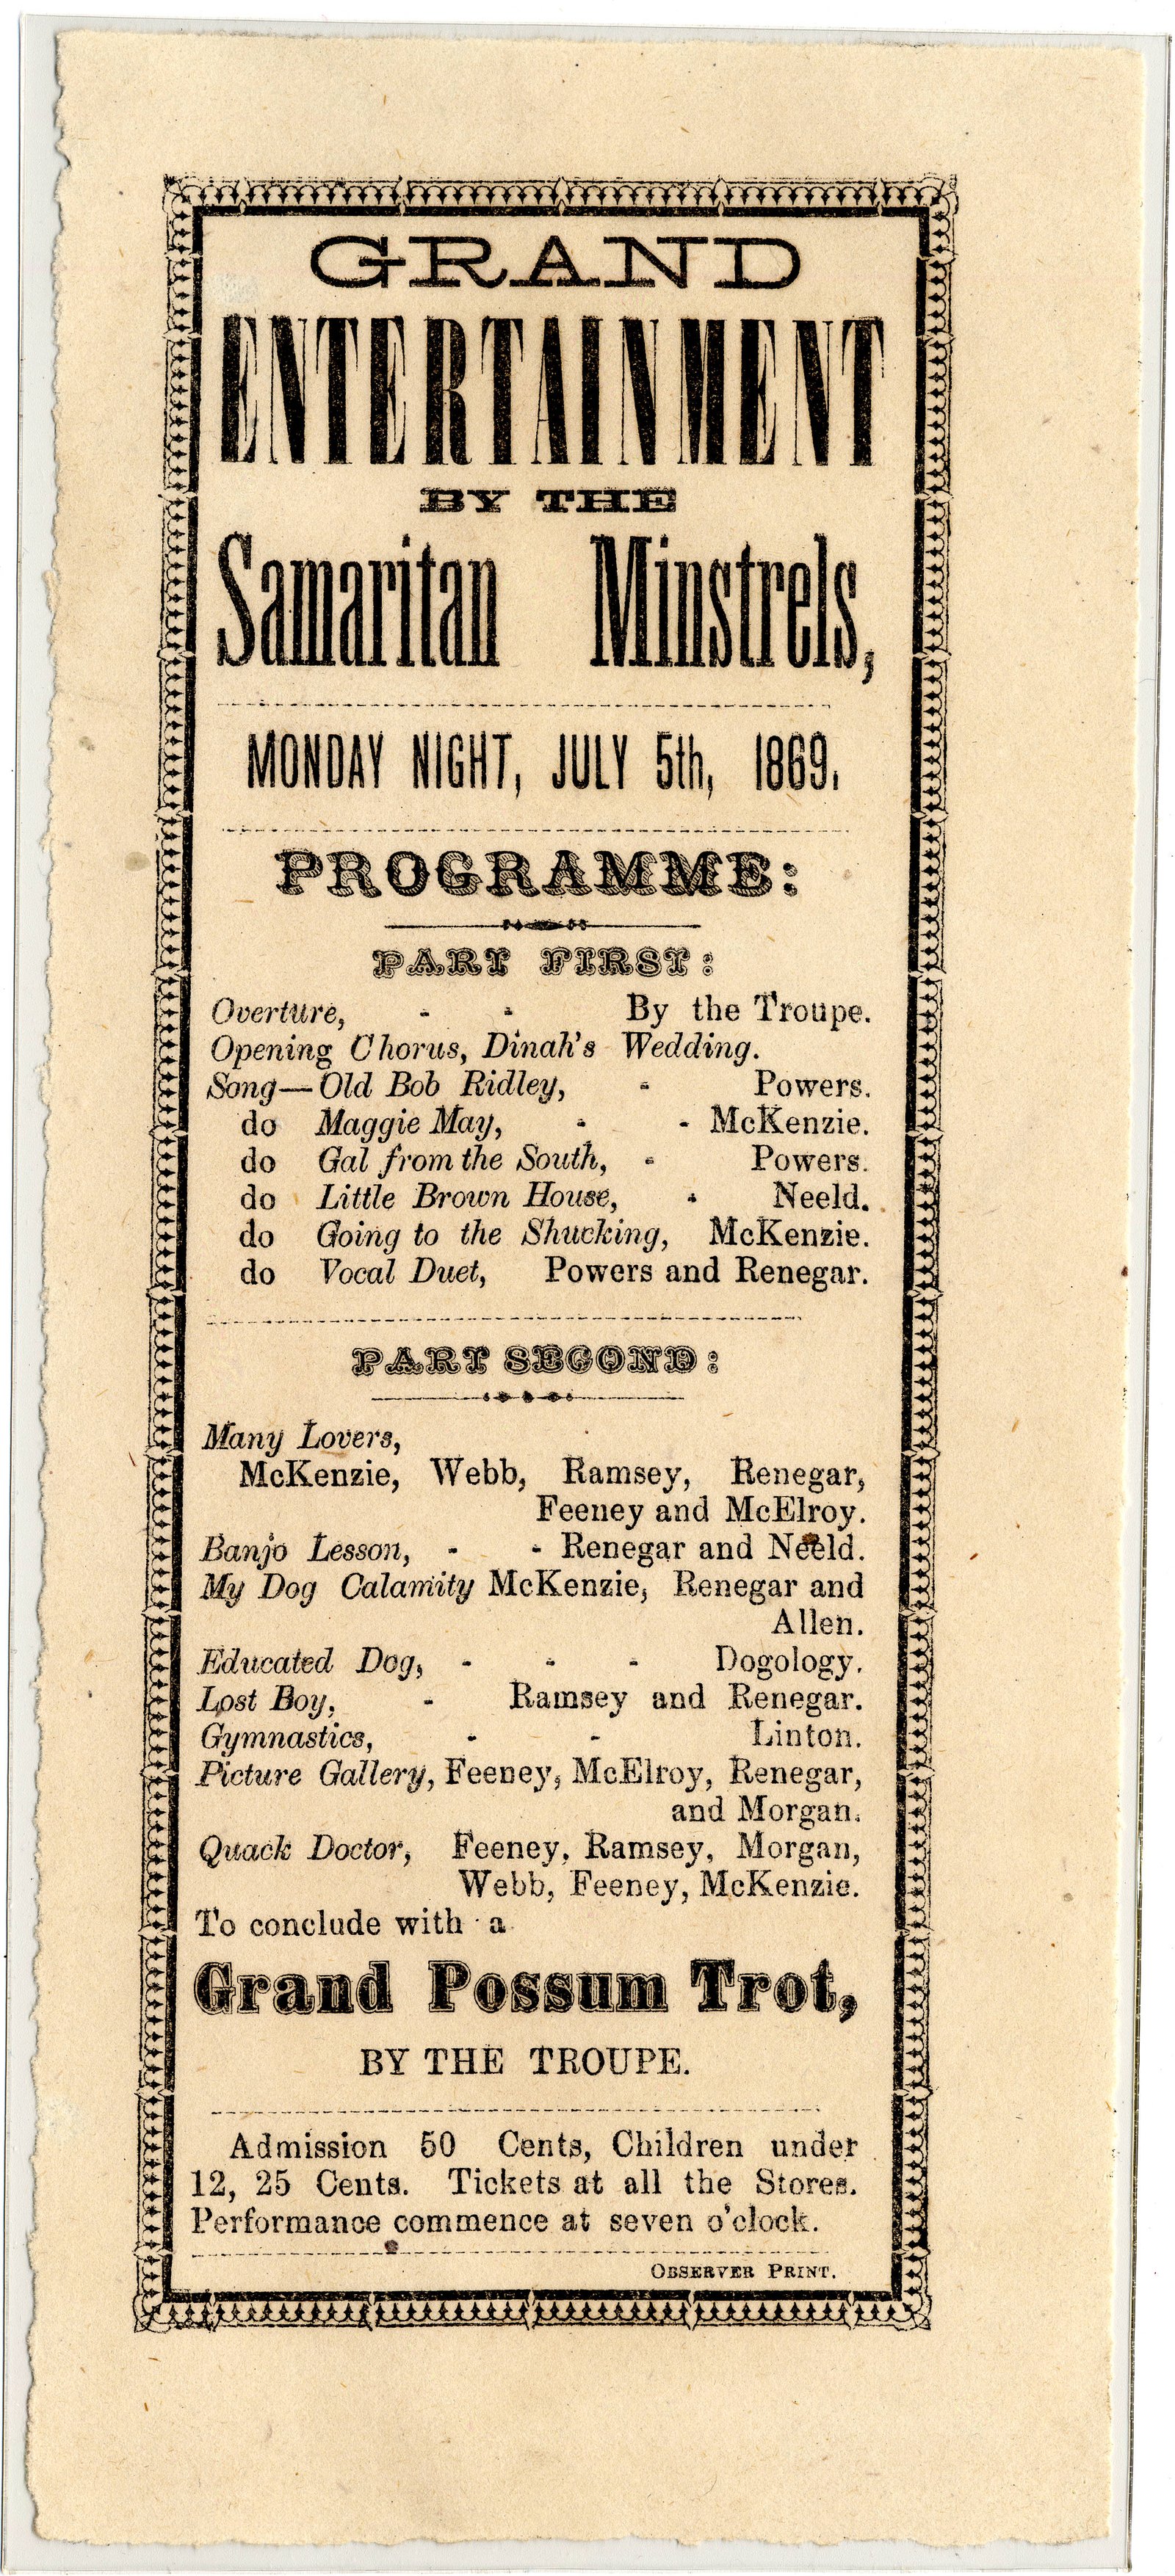 GRAND
ENTERTAINMENT
BY THE
Samaritan Minstrels,
MONDAY NIGHT, JULY 5th, 1869.
PROGRAMME:
PART FIRST:
Overture, - - By the Troupe.
Opening Chorus, Dinah's Wedding.
Song—Old Bob Ridley, - Powers.
do Maggie May, - - McKenzie.
do Gal from the South, - Powers.
do Little Brown House, - Neeld.
do Going to the Shucking, McKenzie.
do Vocal Duet, Powers and Renegar.
PART SECOND:
Many Lovers,
McKenzie, Webb, Ramsey, Renegar,
Feeney and McElroy.
Banjo Lesson, - - Renegar and Neeld.
My Dog Calamity McKenzie, Renegar and
Allen.
Educated Dog, - - - Dogology.
Lost Boy, - Ramsey and Renegar.
Gymnastics, - - Linton.
Picture Gallery, Feeney, McElroy, Renegar,
and Morgan.
Quack Doctor, Feeney, Ramsey, Morgan,
Webb, Feeney, McKenzie.
To conclude with a
Grand Possum Trot,
BY THE TROUPE.
Admission 50 Cents, Children under
12, 25 Cents. Tickets at all the Stores.
Performance commence at seven o'clock.
OBSERVER PRINT.